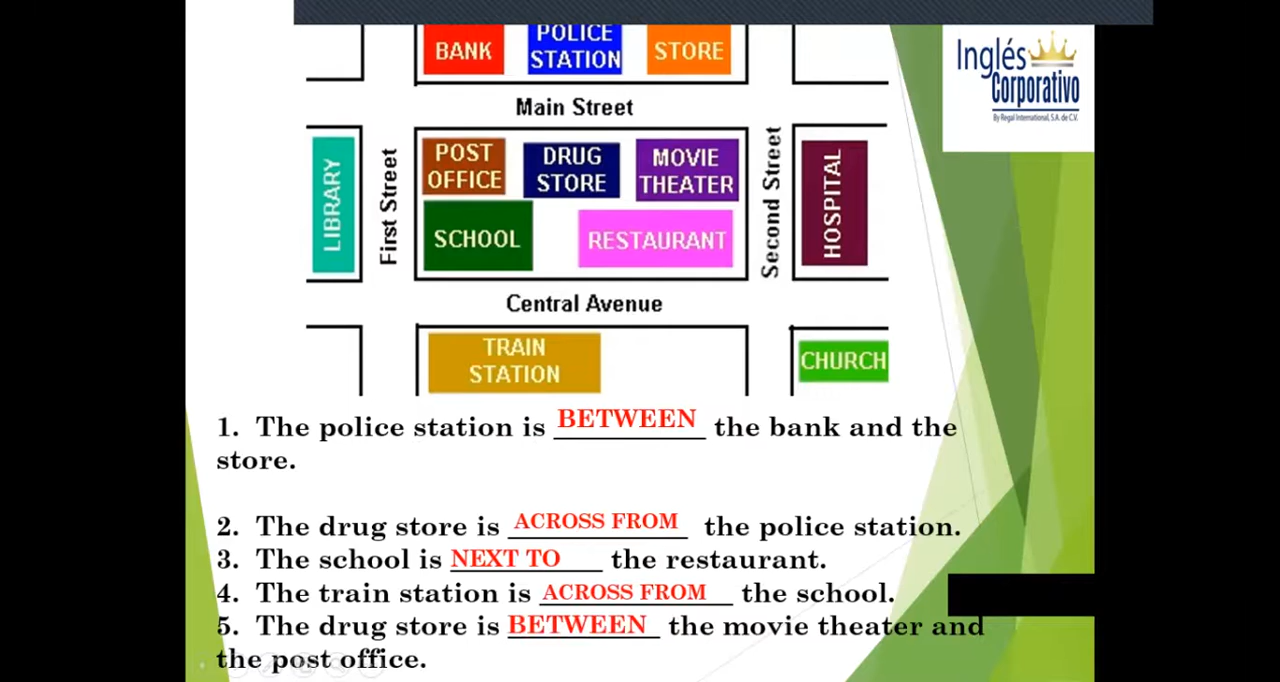 BANK
POLICE
STATION
STORE
Main Street
Inglés
Corporativo
By Regal International, S.A. de C.V.
LIBRARY
First Street
POST
OFFICE
DRUG
STORE
MOVIE
THEATER
SCHOOL
RESTAURANT
Second Street
HOSPITAL
Central Avenue
TRAIN
STATION
CHURCH
1. The police station is BETWEEN the bank and the
store.
2. The drug store is ACROSS FROM the police station.
3. The school is NEXT TO the restaurant.
4. The train station is ACROSS FROM the school.
5. The drug store is BETWEEN the movie theater and
the post office.